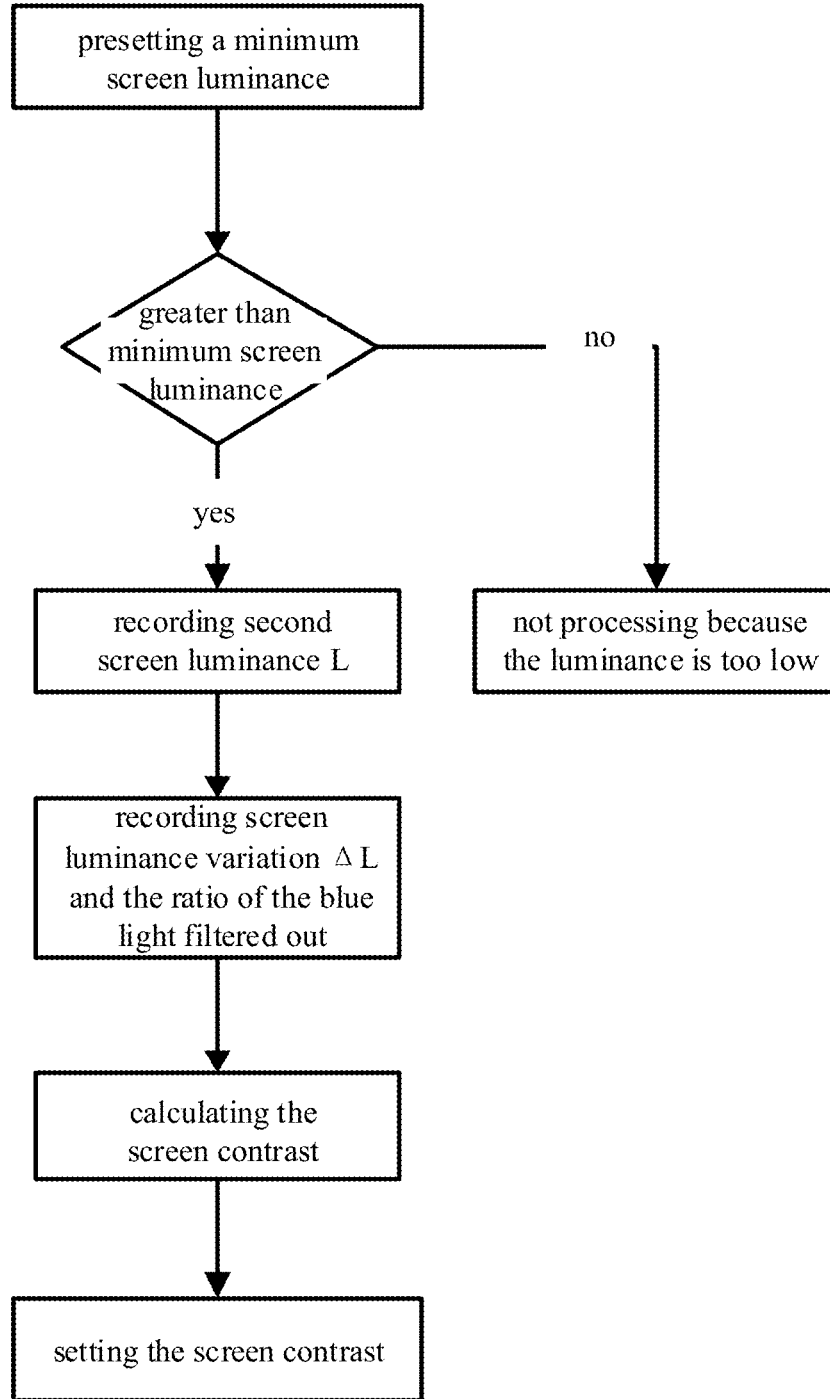 presetting a minimum
screen luminance
greater than
minimum screen
luminance
no
yes
recording second
screen luminance L
not processing because
the luminance is too low
recording screen
luminance variation Δ L
and the ratio of the blue
light filtered out
calculating the
screen contrast
setting the screen contrast